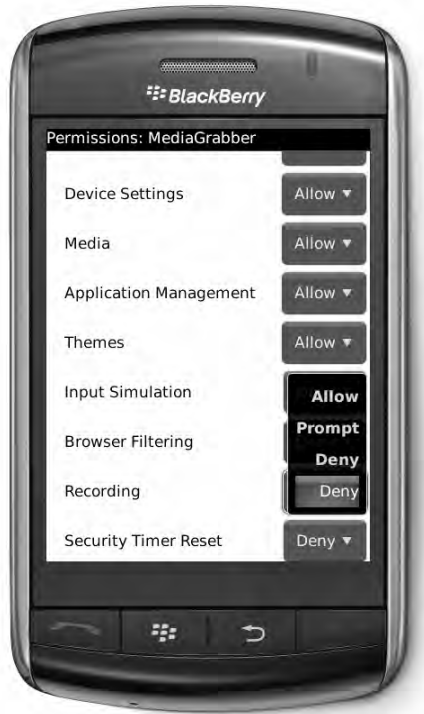 BlackBerry
Permissions: MediaGrabber
Device Settings Allow
Media Allow
Application Management Allow
Themes Allow
Input Simulation
Allow
Prompt
Browser Filtering
Deny
Recording Deny
Security Timer Reset Deny